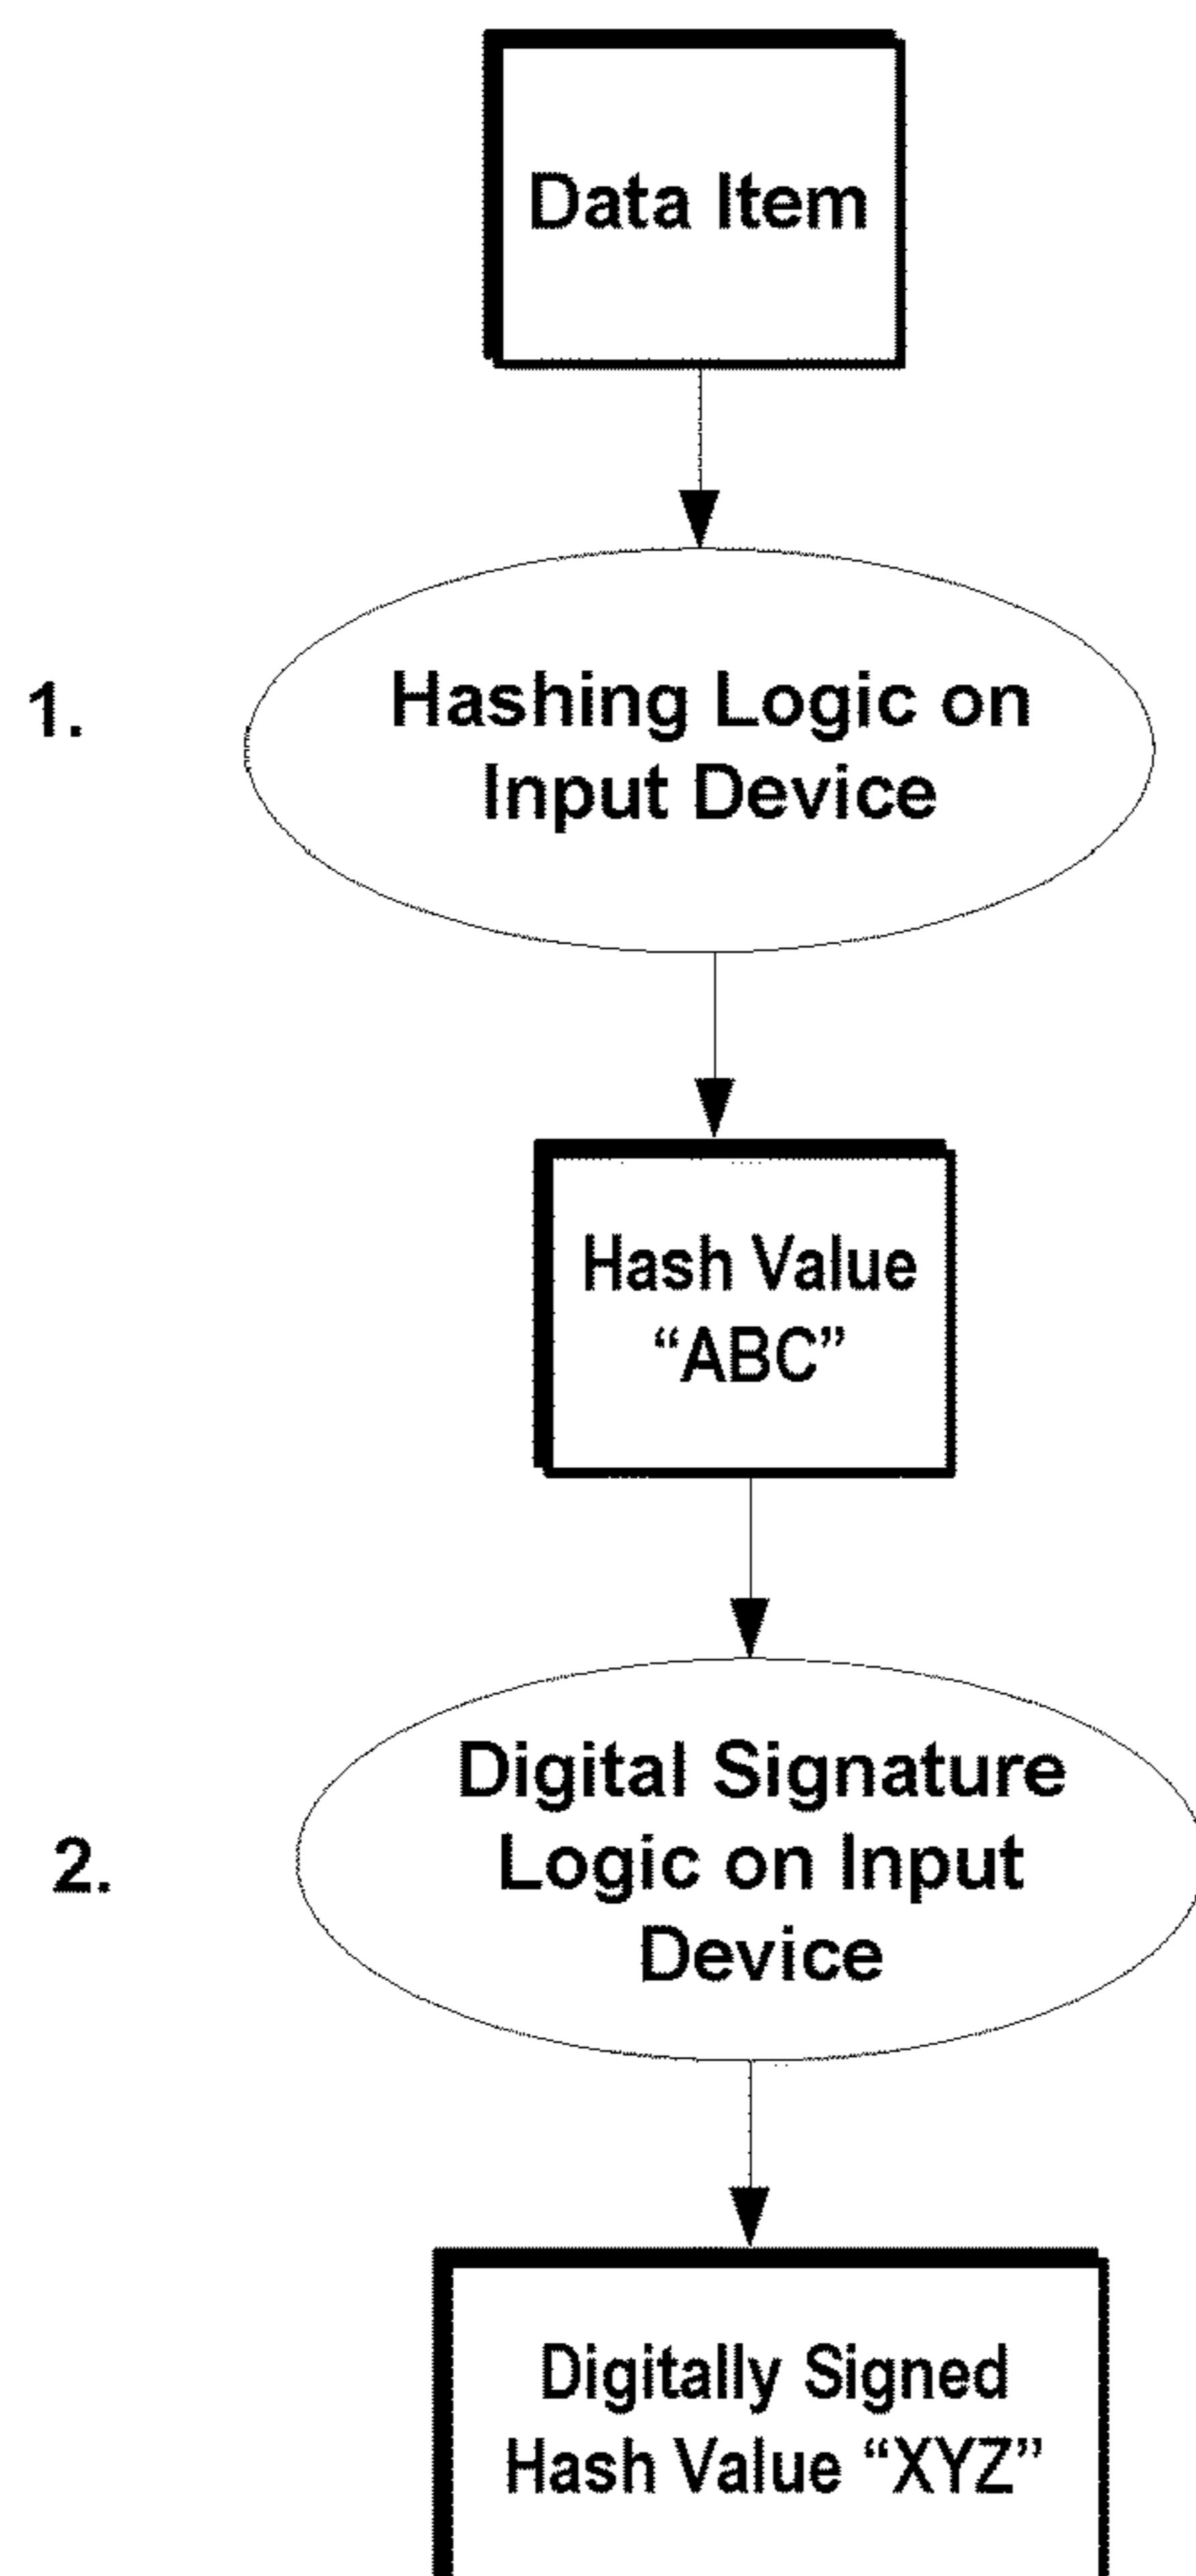 Data Item
1.
Hashing Logic on
Input Device
Hash Value
“ABC”
2.
Digital Signature
Logic on Input
Device
Digitally Signed
Hash Value “XYZ”